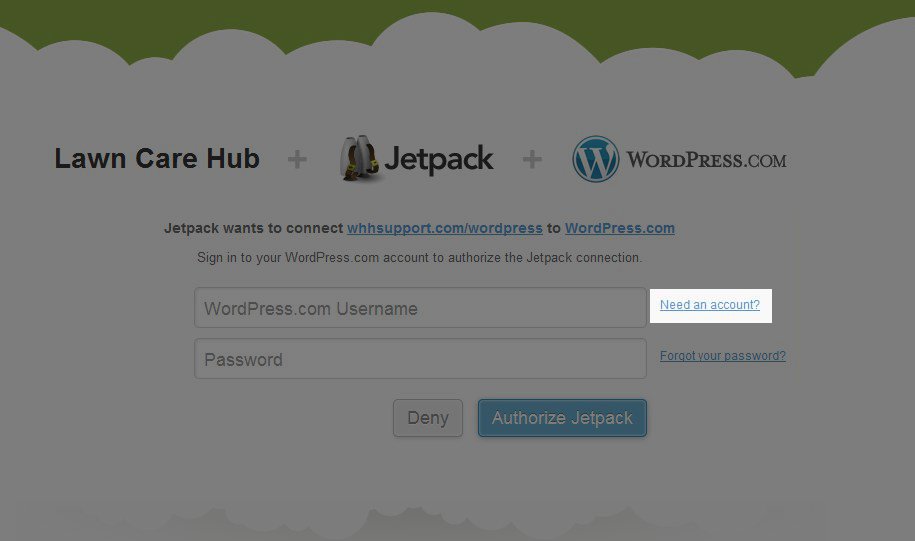 Lawn Care Hub + Jetpack + WORDPRESS.COM
Jetpack wants to connect whhsupport.com/wordpress to WordPress.com
Sign in to your WordPress.com account to authorize the Jetpack connection.
WordPress.com Username Need an account?
Password Forgot your password?
Deny Authorize Jetpack